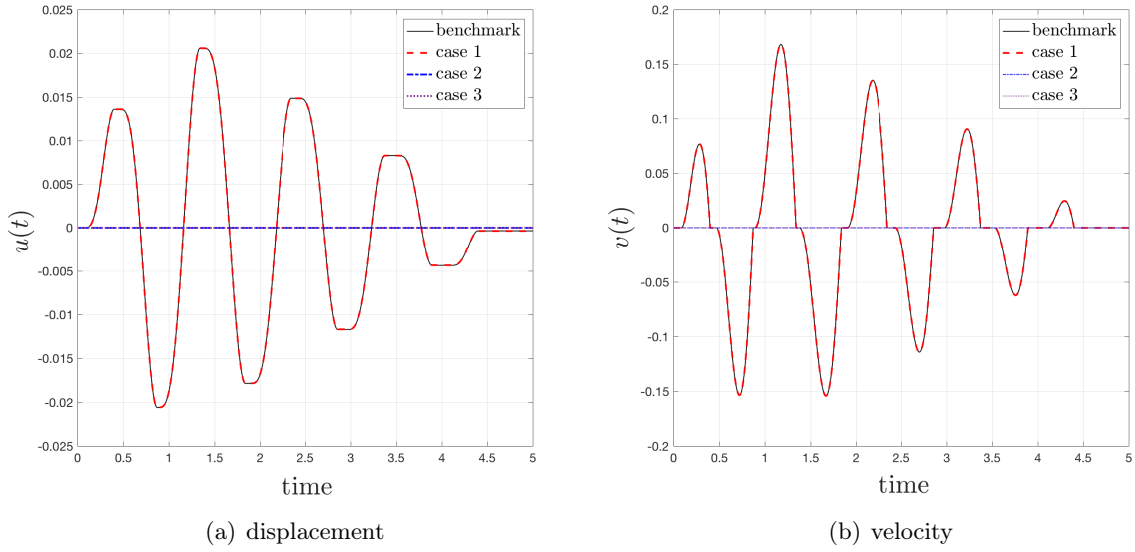 0.025
0.02
0.015
0.01
0.005
0
-0.005
-0.01
-0.015
-0.02
-0.025
u(t)
benchmark
case 1
case 2
case 3
0 0.5 1 1.5 2 2.5 3 3.5 4 4.5 5
time
(a) displacement
0.2
0.15
0.1
0.05
0
-0.05
-0.1
-0.15
-0.2
v(t)
benchmark
case 1
case 2
case 3
0 0.5 1 1.5 2 2.5 3 3.5 4 4.5 5
time
(b) velocity